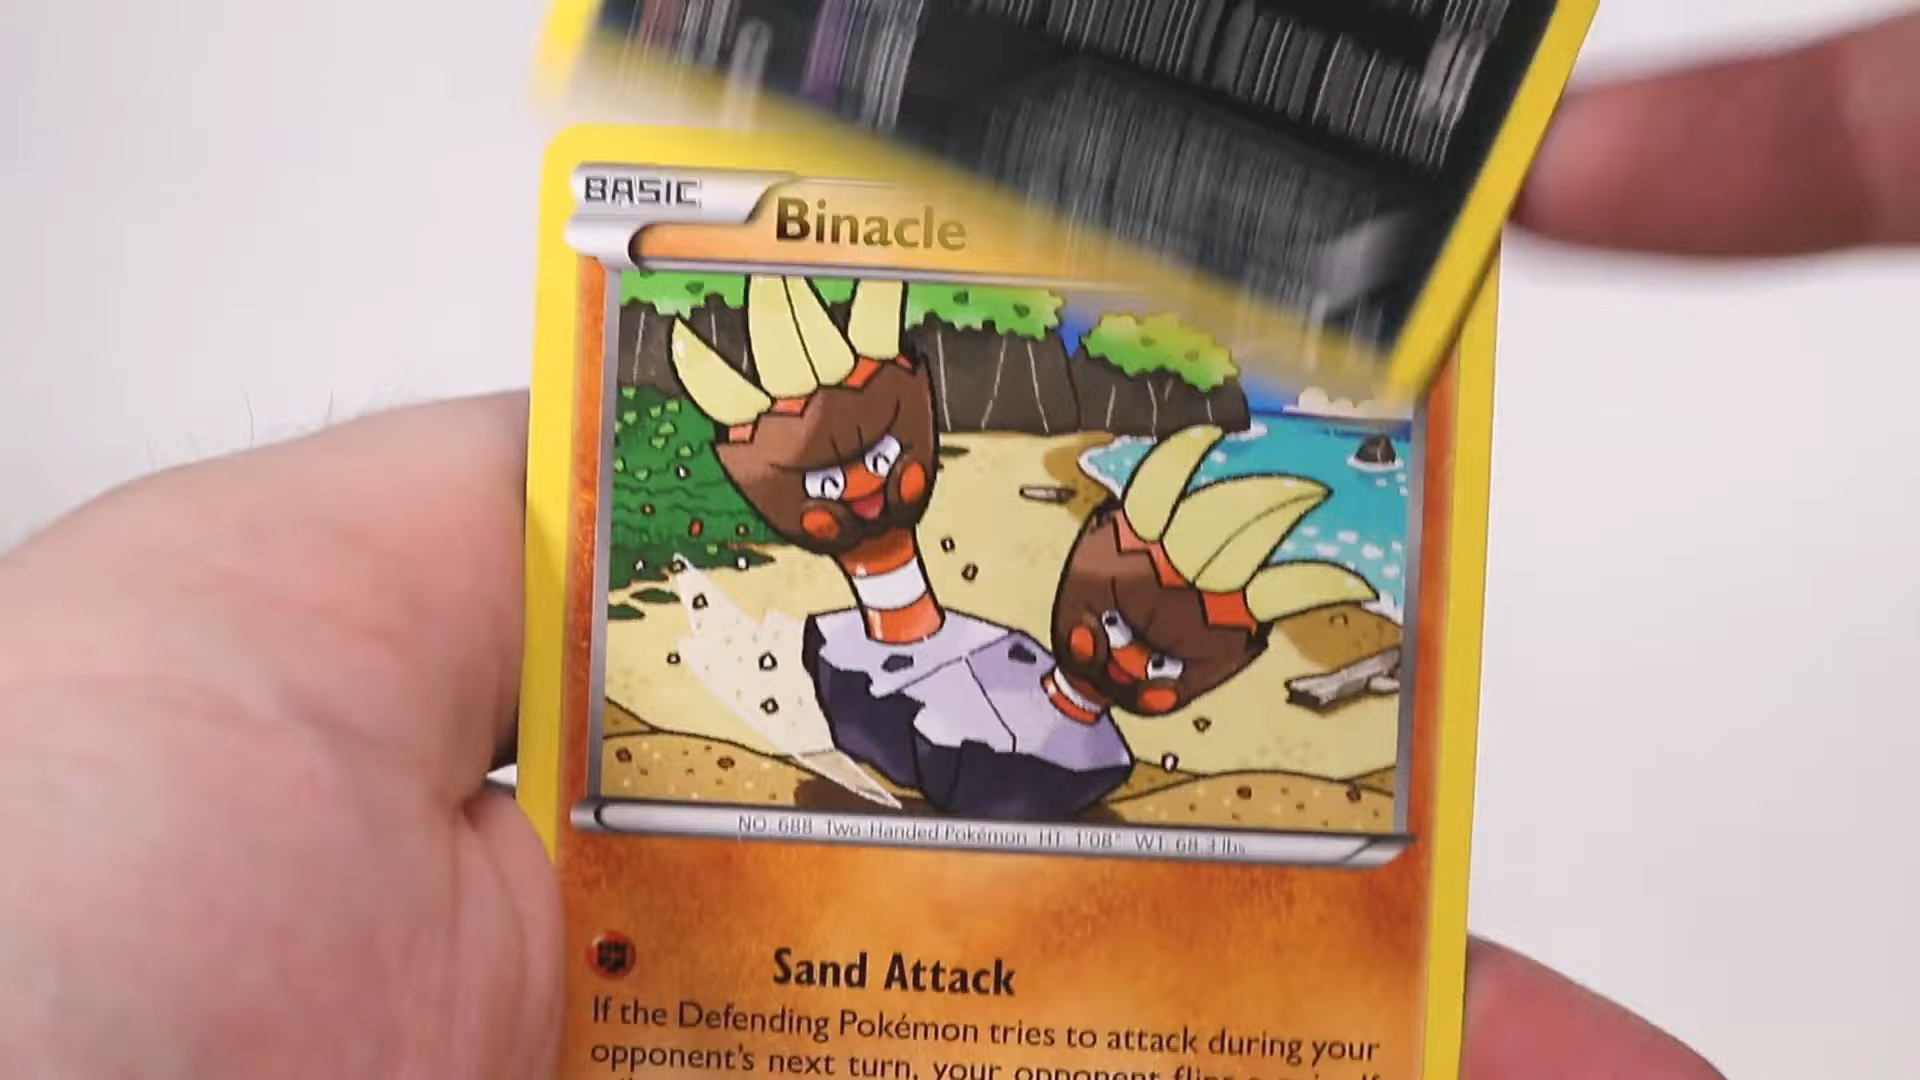 BASIC
Binacle
NO. 688 Two-Handed Pokémon HT 1'08" WT 68.3 lbs
Sand Attack
If the Defending Pokémon tries to attack during your
opponent's next turn, your opponent